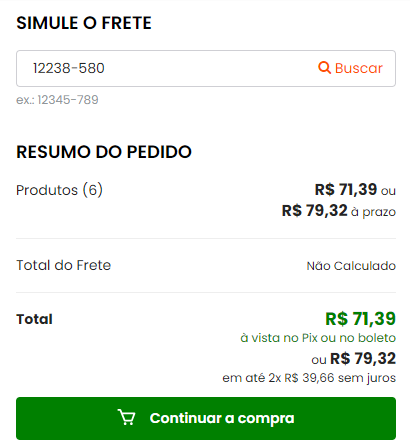 SIMULE O FRETE
12238-580 Buscar
ex.: 12345-789
RESUMO DO PEDIDO
Produtos (6) R$ 71,39 ou
R$ 79,32 à prazo
Total do Frete Não Calculado
Total R$ 71,39
à vista no Pix ou no boleto
ou R$ 79,32
em até 2x R$ 39,66 sem juros
Continuar a compra